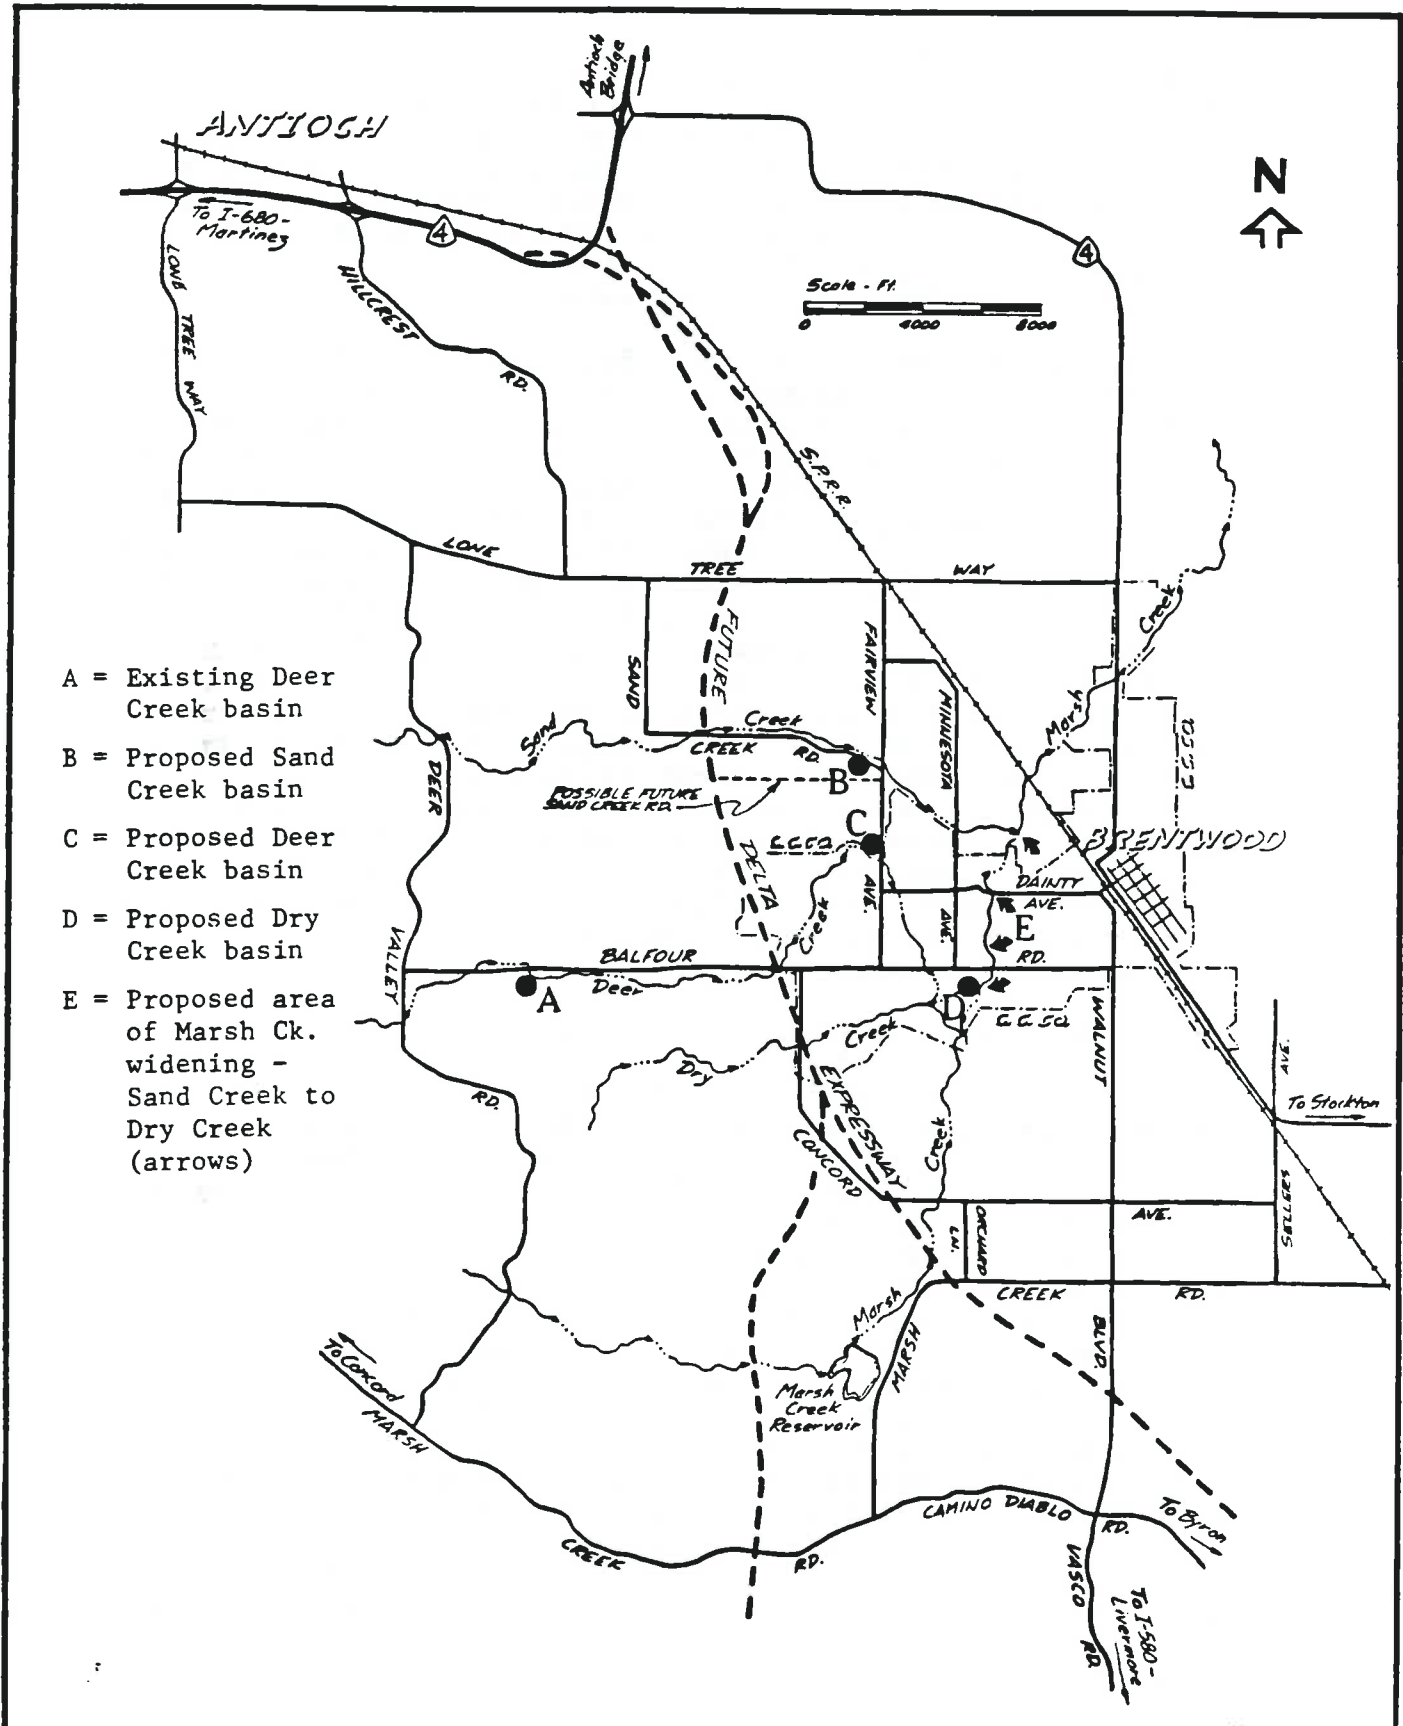 Antioch
Bridge
ANTIOCH
N
To I-680-
Martinez
4
4
Scale - Ft.
0 4000 8000
LONE TREE WAY
HILLCREST
RD.
S.P.R.R.
LONE TREE WAY
FUTURE
SAND
FAIRVIEW
MINNESOTA
Creek
Marsh
A = Existing Deer
Creek basin
B = Proposed Sand
Creek basin
C = Proposed Deer
Creek basin
D = Proposed Dry
Creek basin
E = Proposed area
of Marsh Ck.
widening -
Sand Creek to
Dry Creek
(arrows)
Sand
Creek
CREEK
RD.
DEER
B
POSSIBLE FUTURE
SAND CREEK RD.
C
DELTA
BRENTWOOD
DAINTY
AVE.
AVE.
AVE.
Creek
E
RD.
VALLEY
BALFOUR
Deer
A
D
Creek
Dry
WALNUT
RD.
EXPRESSWAY
CONCORD
Creek
AVE.
To Stockton
SELLERS
AVE.
ORCHARD
LN.
CREEK
RD.
Marsh
MARSH
BLVD.
To Concord
MARSH
Marsh
Creek
Reservoir
CAMINO DIABLO
RD.
To Byron
CREEK
RD.
VASCO
RD.
To I-580-
Livermore